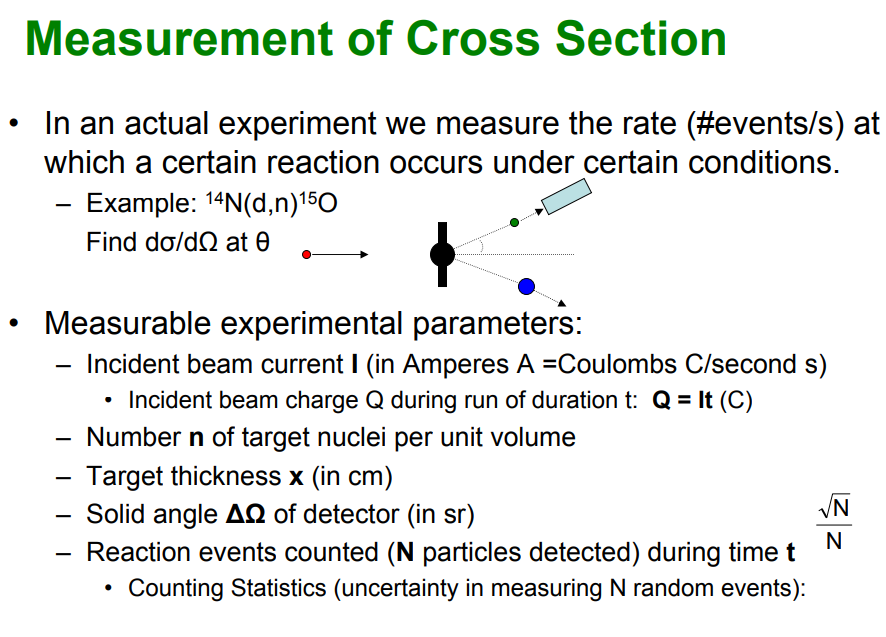 Measurement of Cross Section
• In an actual experiment we measure the rate (#events/s) at
which a certain reaction occurs under certain conditions.
– Example: ¹⁴N(d,n)¹⁵O
Find dσ/dΩ at θ
• Measurable experimental parameters:
– Incident beam current I (in Amperes A =Coulombs C/second s)
• Incident beam charge Q during run of duration t: Q = It (C)
– Number n of target nuclei per unit volume
– Target thickness x (in cm)
– Solid angle ΔΩ of detector (in sr)
– Reaction events counted (N particles detected) during time t
• Counting Statistics (uncertainty in measuring N random events):
√N
N